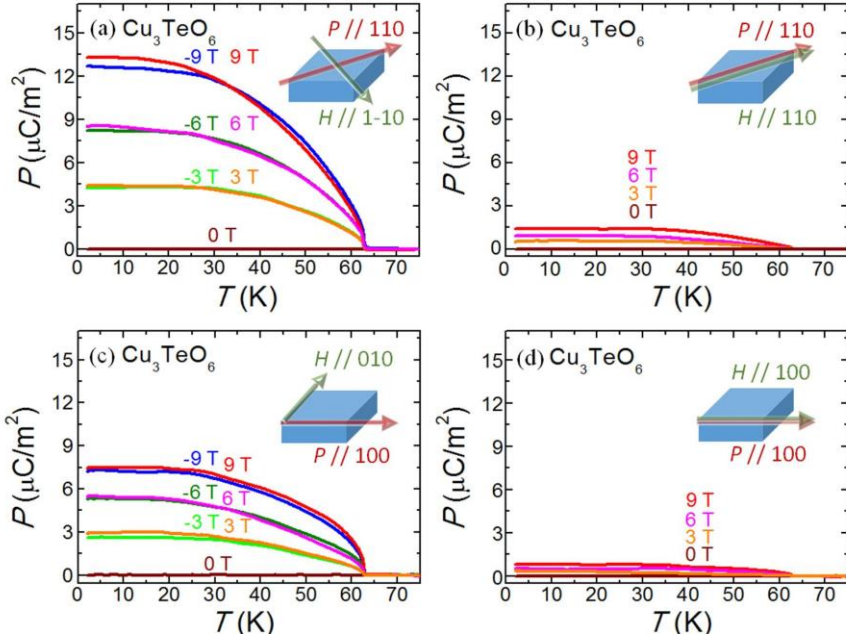 (a) Cu₃TeO₆
P // 110
-9 T 9 T
H // 1-10
-6 T 6 T
-3 T 3 T
0 T
P (μC/m²)
15
12
9
6
3
0
0 10 20 30 40 50 60 70
T (K)
(b) Cu₃TeO₆
P // 110
H // 110
9 T
6 T
3 T
0 T
P (μC/m²)
15
12
9
6
3
0
0 10 20 30 40 50 60 70
T (K)
(c) Cu₃TeO₆
H // 010
P // 100
-9 T 9 T
-6 T 6 T
-3 T 3 T
0 T
P (μC/m²)
15
12
9
6
3
0
0 10 20 30 40 50 60 70
T (K)
(d) Cu₃TeO₆
H // 100
P // 100
9 T
6 T
3 T
0 T
P (μC/m²)
15
12
9
6
3
0
0 10 20 30 40 50 60 70
T (K)